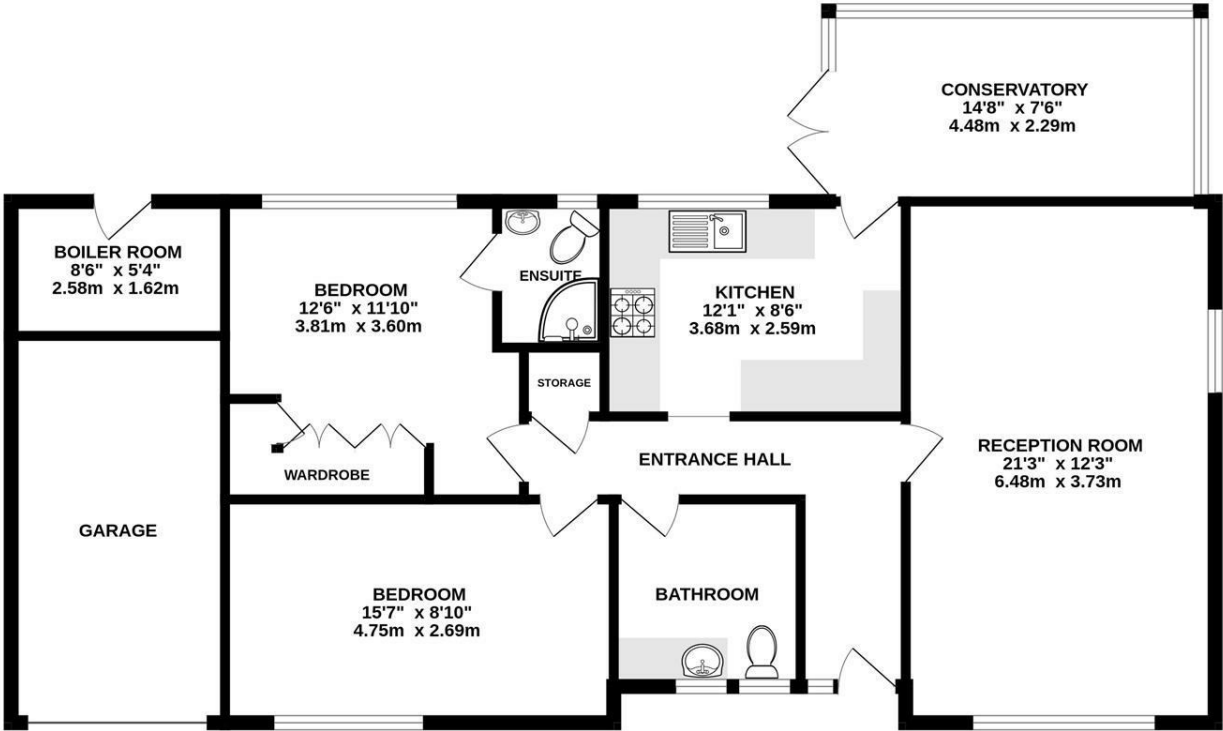 CONSERVATORY
14'8" x 7'6"
4.48m x 2.29m
BOILER ROOM
8'6" x 5'4"
2.58m x 1.62m
BEDROOM
12'6" x 11'10"
3.81m x 3.60m
ENSUITE
KITCHEN
12'1" x 8'6"
3.68m x 2.59m
STORAGE
WARDROBE
ENTRANCE HALL
RECEPTION ROOM
21'3" x 12'3"
6.48m x 3.73m
GARAGE
BEDROOM
15'7" x 8'10"
4.75m x 2.69m
BATHROOM